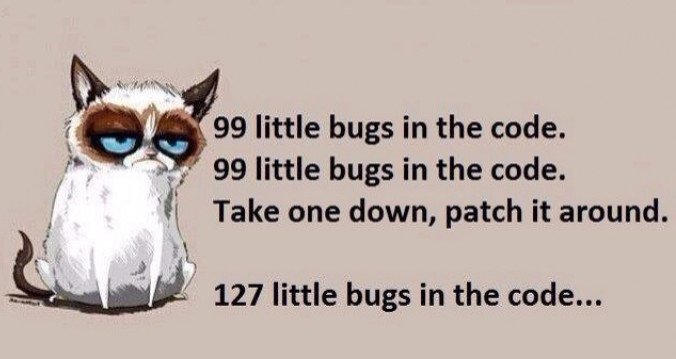 99 little bugs in the code.
99 little bugs in the code.
Take one down, patch it around.
127 little bugs in the code...